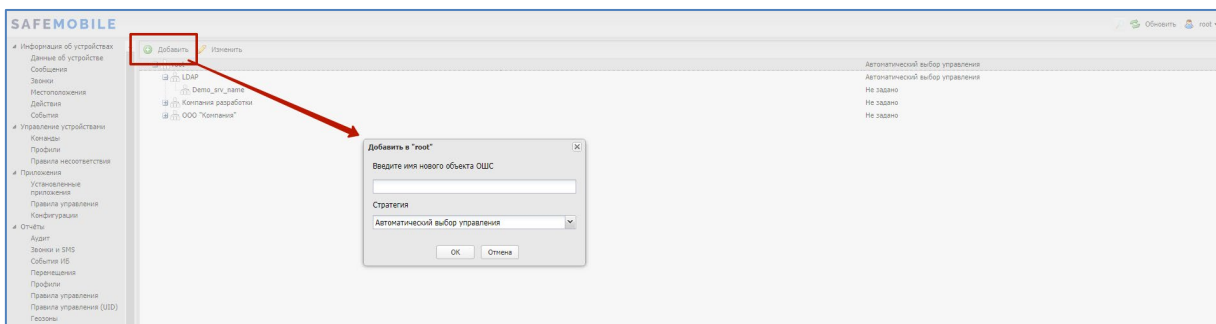 SAFEMOBILE
Обновить root
Информация об устройствах
Данные об устройстве
Сообщения
Звонки
Местоположения
Действия
События
Управление устройствами
Команды
Профили
Правила несоответствия
Приложения
Установленные
приложения
Правила управления
Конфигурации
Отчёты
Аудит
Звонки и SMS
События ИБ
Перемещения
Профили
Правила управления
Правила управления (UID)
Геозоны
Добавить Изменить
root Автоматический выбор управления
LDAP Автоматический выбор управления
Demo_srv_name Не задано
Компания разработки Не задано
ООО "Компания" Не задано
Добавить в "root"
Введите имя нового объекта ОШС
Стратегия
Автоматический выбор управления
ОК Отмена